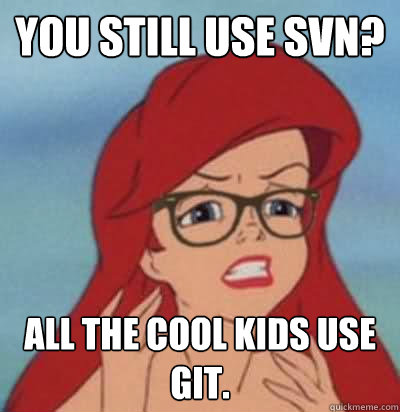 YOU STILL USE SVN?
ALL THE COOL KIDS USE
GIT.
quickmeme.com